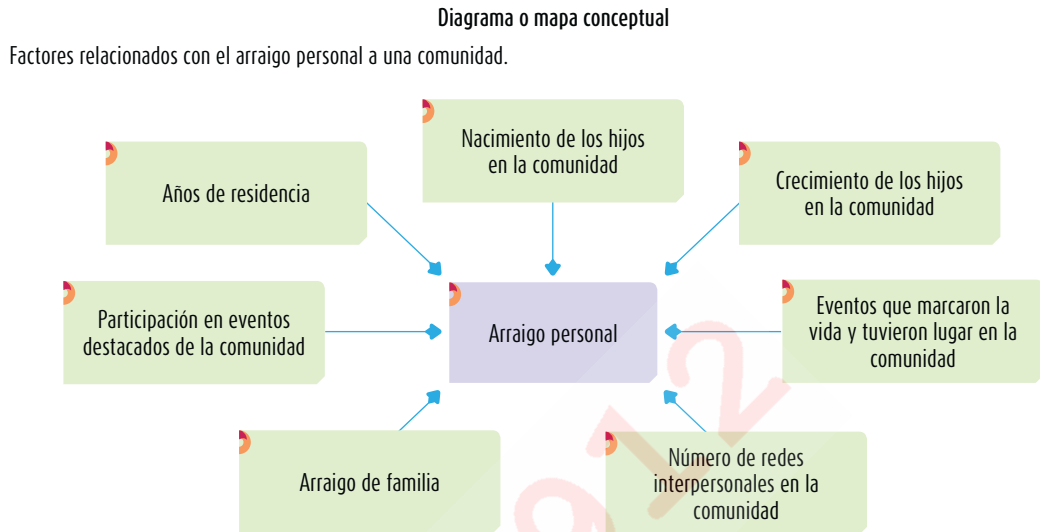 Diagrama o mapa conceptual
Factores relacionados con el arraigo personal a una comunidad.
Nacimiento de los hijos
en la comunidad
Años de residencia
Crecimiento de los hijos
en la comunidad
Participación en eventos
destacados de la comunidad
Arraigo personal
Eventos que marcaron la
vida y tuvieron lugar en la
comunidad
Arraigo de familia
Número de redes
interpersonales en la
comunidad